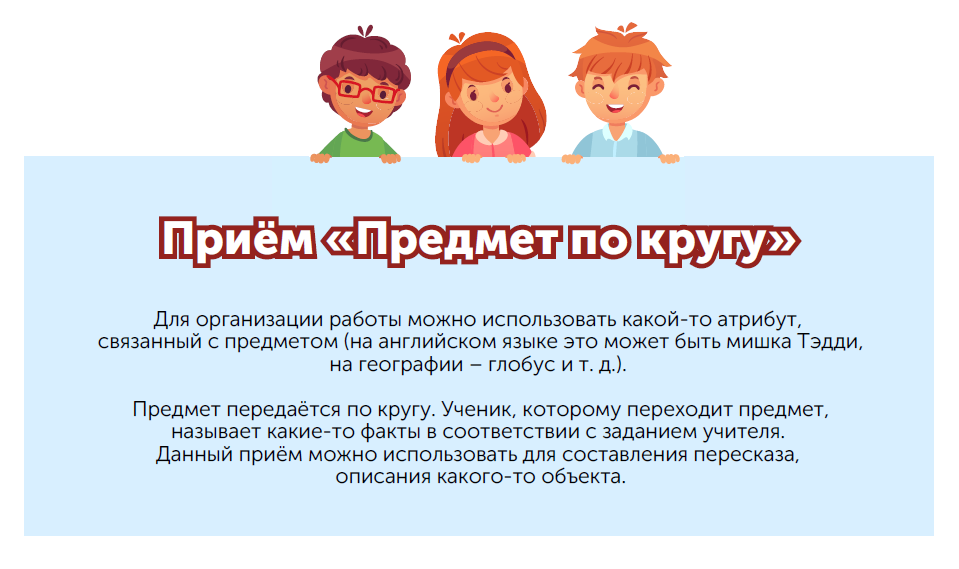 Приём «Предмет по кругу»
Для организации работы можно использовать какой-то атрибут,
связанный с предметом (на английском языке это может быть мишка Тэдди,
на географии – глобус и т. д.).
Предмет передаётся по кругу. Ученик, которому переходит предмет,
называет какие-то факты в соответствии с заданием учителя.
Данный приём можно использовать для составления пересказа,
описания какого-то объекта.